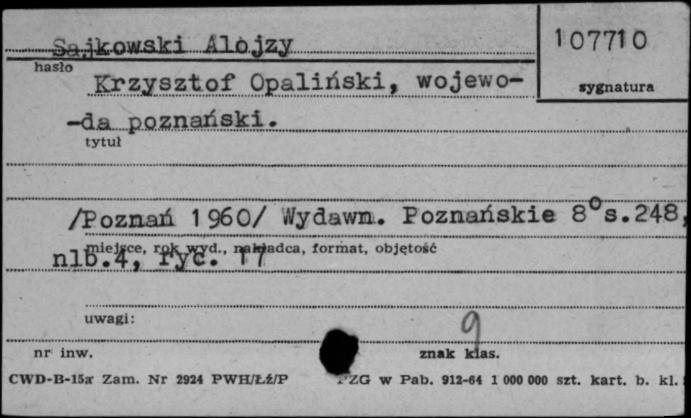 Sajkowski Alojzy
107710
hasło
sygnatura
Krzysztof Opaliński, wojewo-
-da poznański.
tytuł
/Poznań 1960/ Wydawn. Poznańskie 8° s.248,
miejsce, rok wyd., nakładca, format, objętość
nlb.4, ryc. 17
uwagi:
9
nr inw.
znak klas.
CWD-B-15a Zam. Nr 2924 PWH/Łź/P PZG w Pab. 912-64 1 000 000 szt. kart. b. kl.